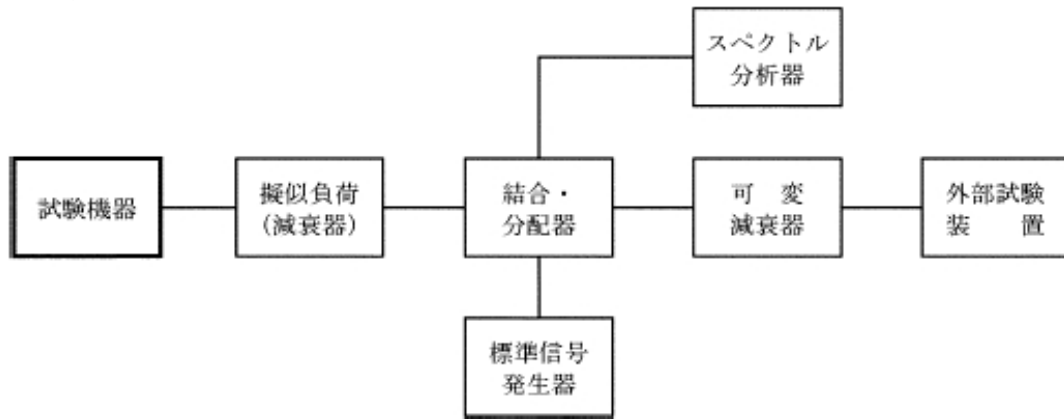 スペクトル
分析器
試験機器
擬似負荷
(減衰器)
結合・
分配器
可 変
減衰器
外部試験
装 置
標準信号
発生器